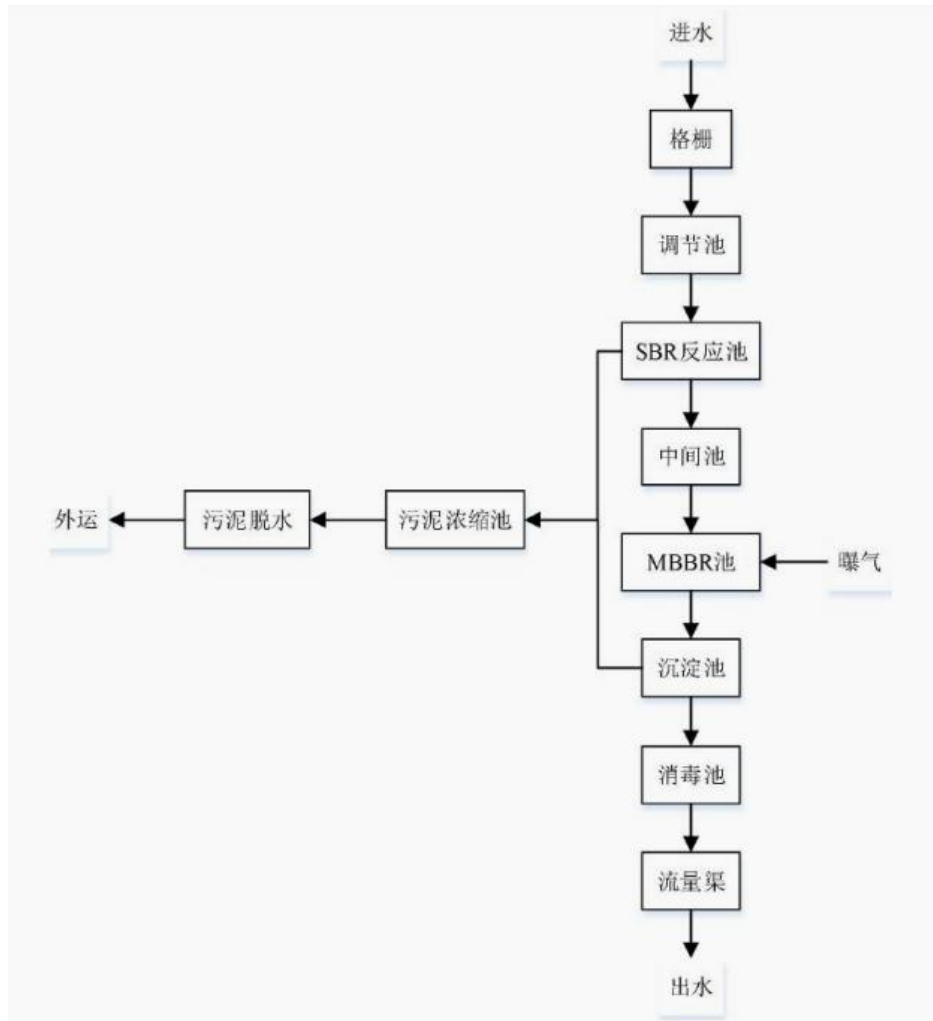 进水
格栅
调节池
SBR反应池
中间池
外运
污泥脱水
污泥浓缩池
MBBR池
曝气
沉淀池
消毒池
流量渠
出水